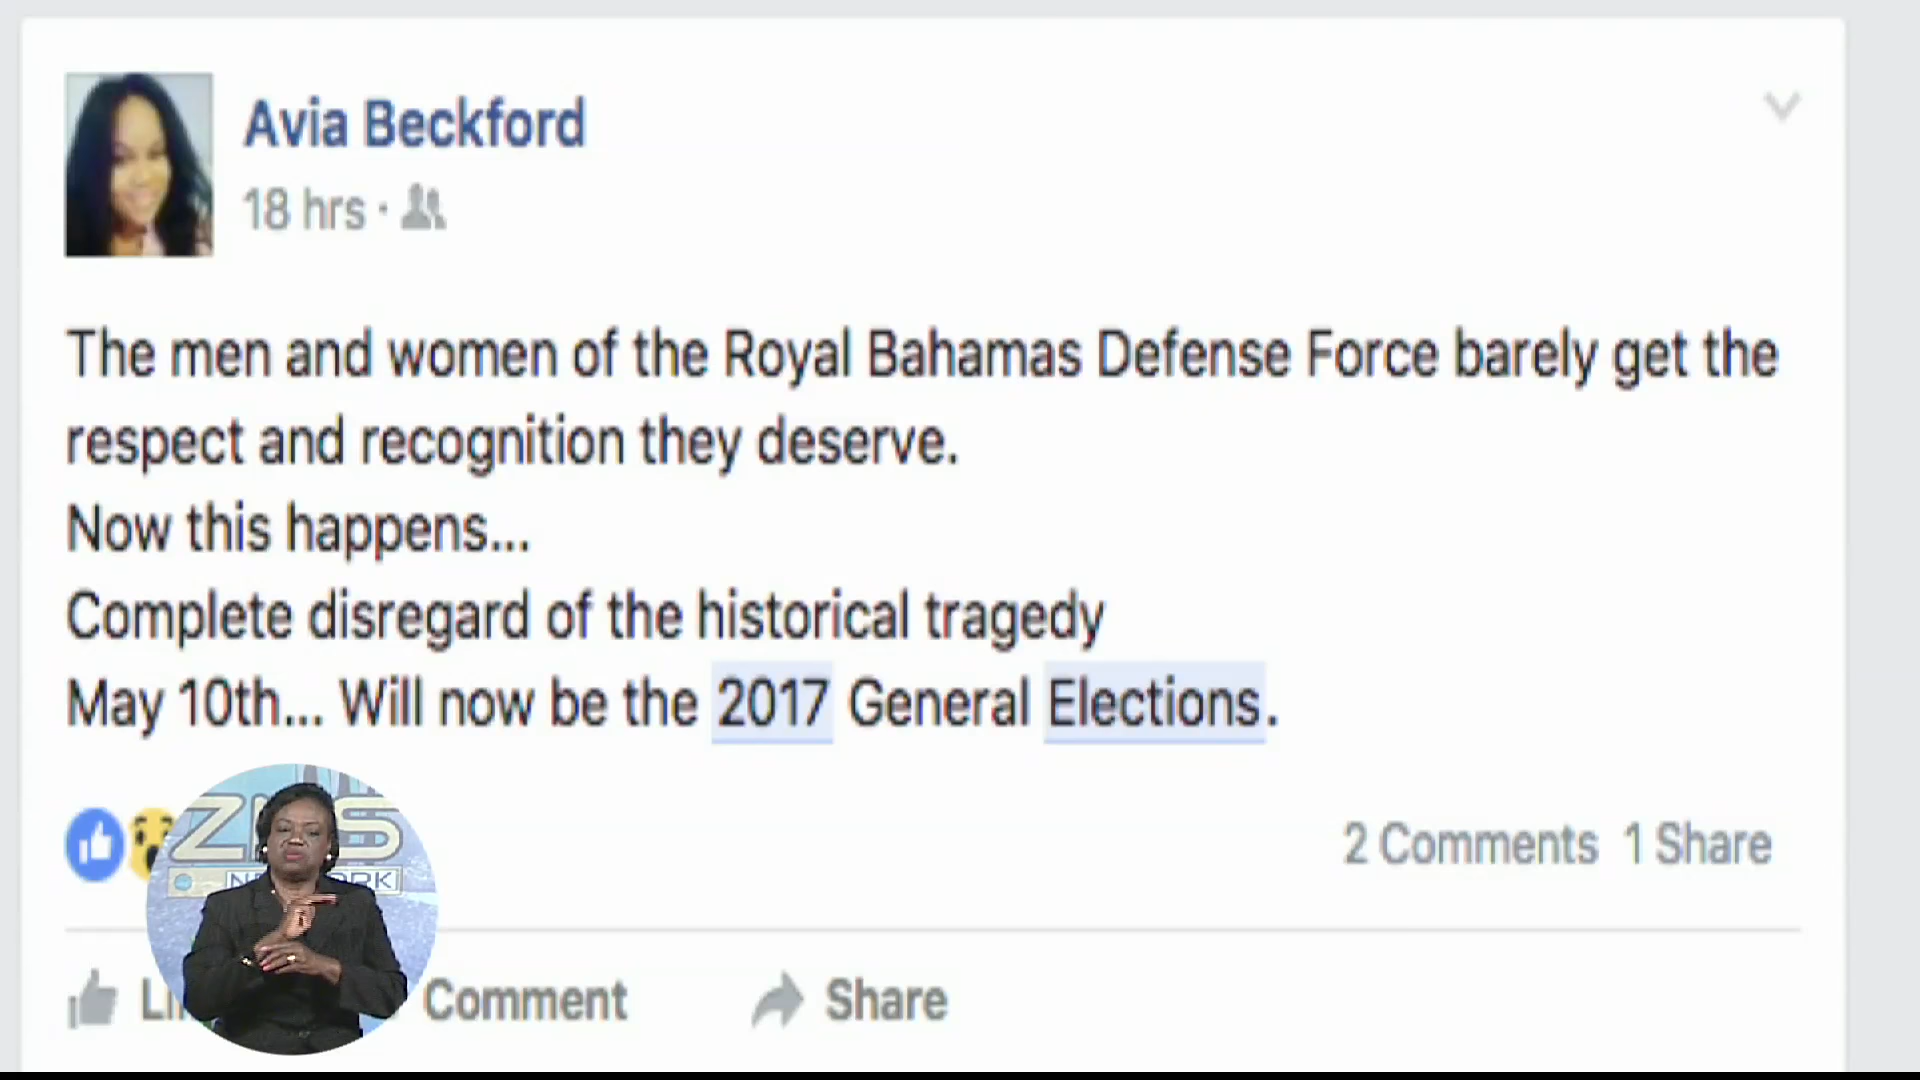 Avia Beckford
18 hrs ·
The men and women of the Royal Bahamas Defense Force barely get the
respect and recognition they deserve.
Now this happens...
Complete disregard of the historical tragedy
May 10th... Will now be the 2017 General Elections.
2 Comments 1 Share
ZNS
Comment Share